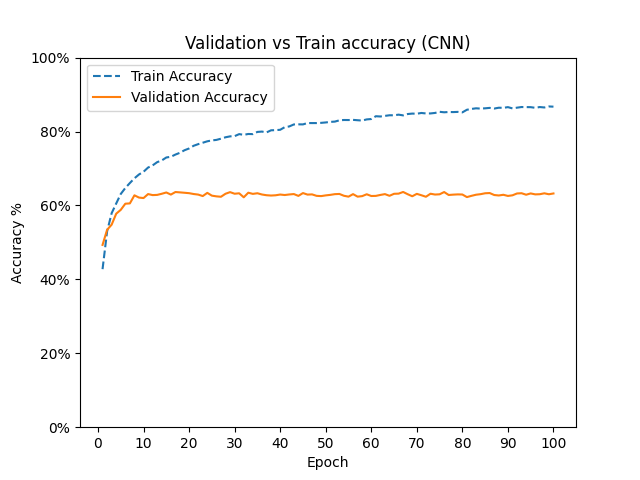 Validation vs Train accuracy (CNN)
100%
80%
60%
40%
20%
0%
Accuracy %
Train Accuracy
Validation Accuracy
0 10 20 30 40 50 60 70 80 90 100
Epoch